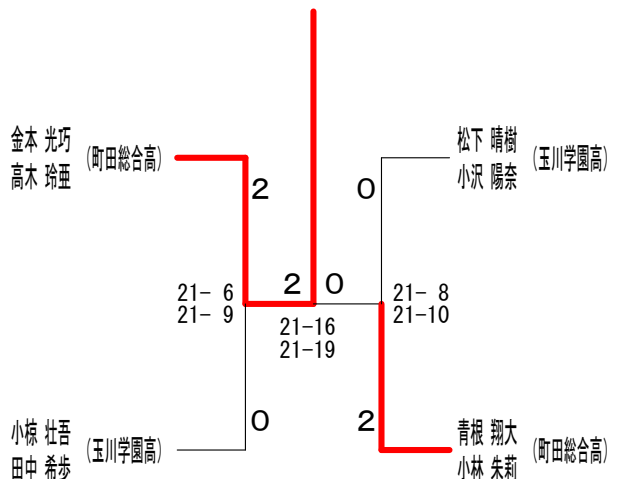 金本 光巧
高木 玲亜
(町田総合高)
松下 晴樹
小沢 陽奈
(玉川学園高)
2
0
2 0
21- 6
21- 9
21-16
21-19
21- 8
21-10
0
2
小椋 壮吾
田中 希歩
(玉川学園高)
青根 翔大
小林 朱莉
(町田総合高)